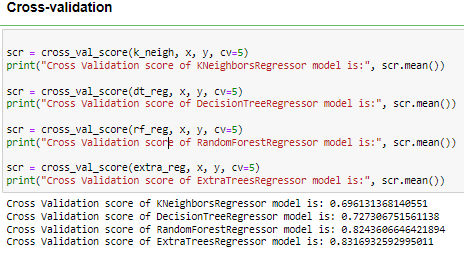 Cross-validation
scr = cross_val_score(k_neigh, x, y, cv=5)
print("Cross Validation score of KNeighborsRegressor model is:", scr.mean())
scr = cross_val_score(dt_reg, x, y, cv=5)
print("Cross Validation score of DecisionTreeRegressor model is:", scr.mean())
scr = cross_val_score(rf_reg, x, y, cv=5)
print("Cross Validation score of RandomForestRegressor model is:", scr.mean())
scr = cross_val_score(extra_reg, x, y, cv=5)
print("Cross Validation score of ExtraTreesRegressor model is:", scr.mean())
Cross Validation score of KNeighborsRegressor model is: 0.696131368140551
Cross Validation score of DecisionTreeRegressor model is: 0.727306751561138
Cross Validation score of RandomForestRegressor model is: 0.8243606646421894
Cross Validation score of ExtraTreesRegressor model is: 0.8316932592995011